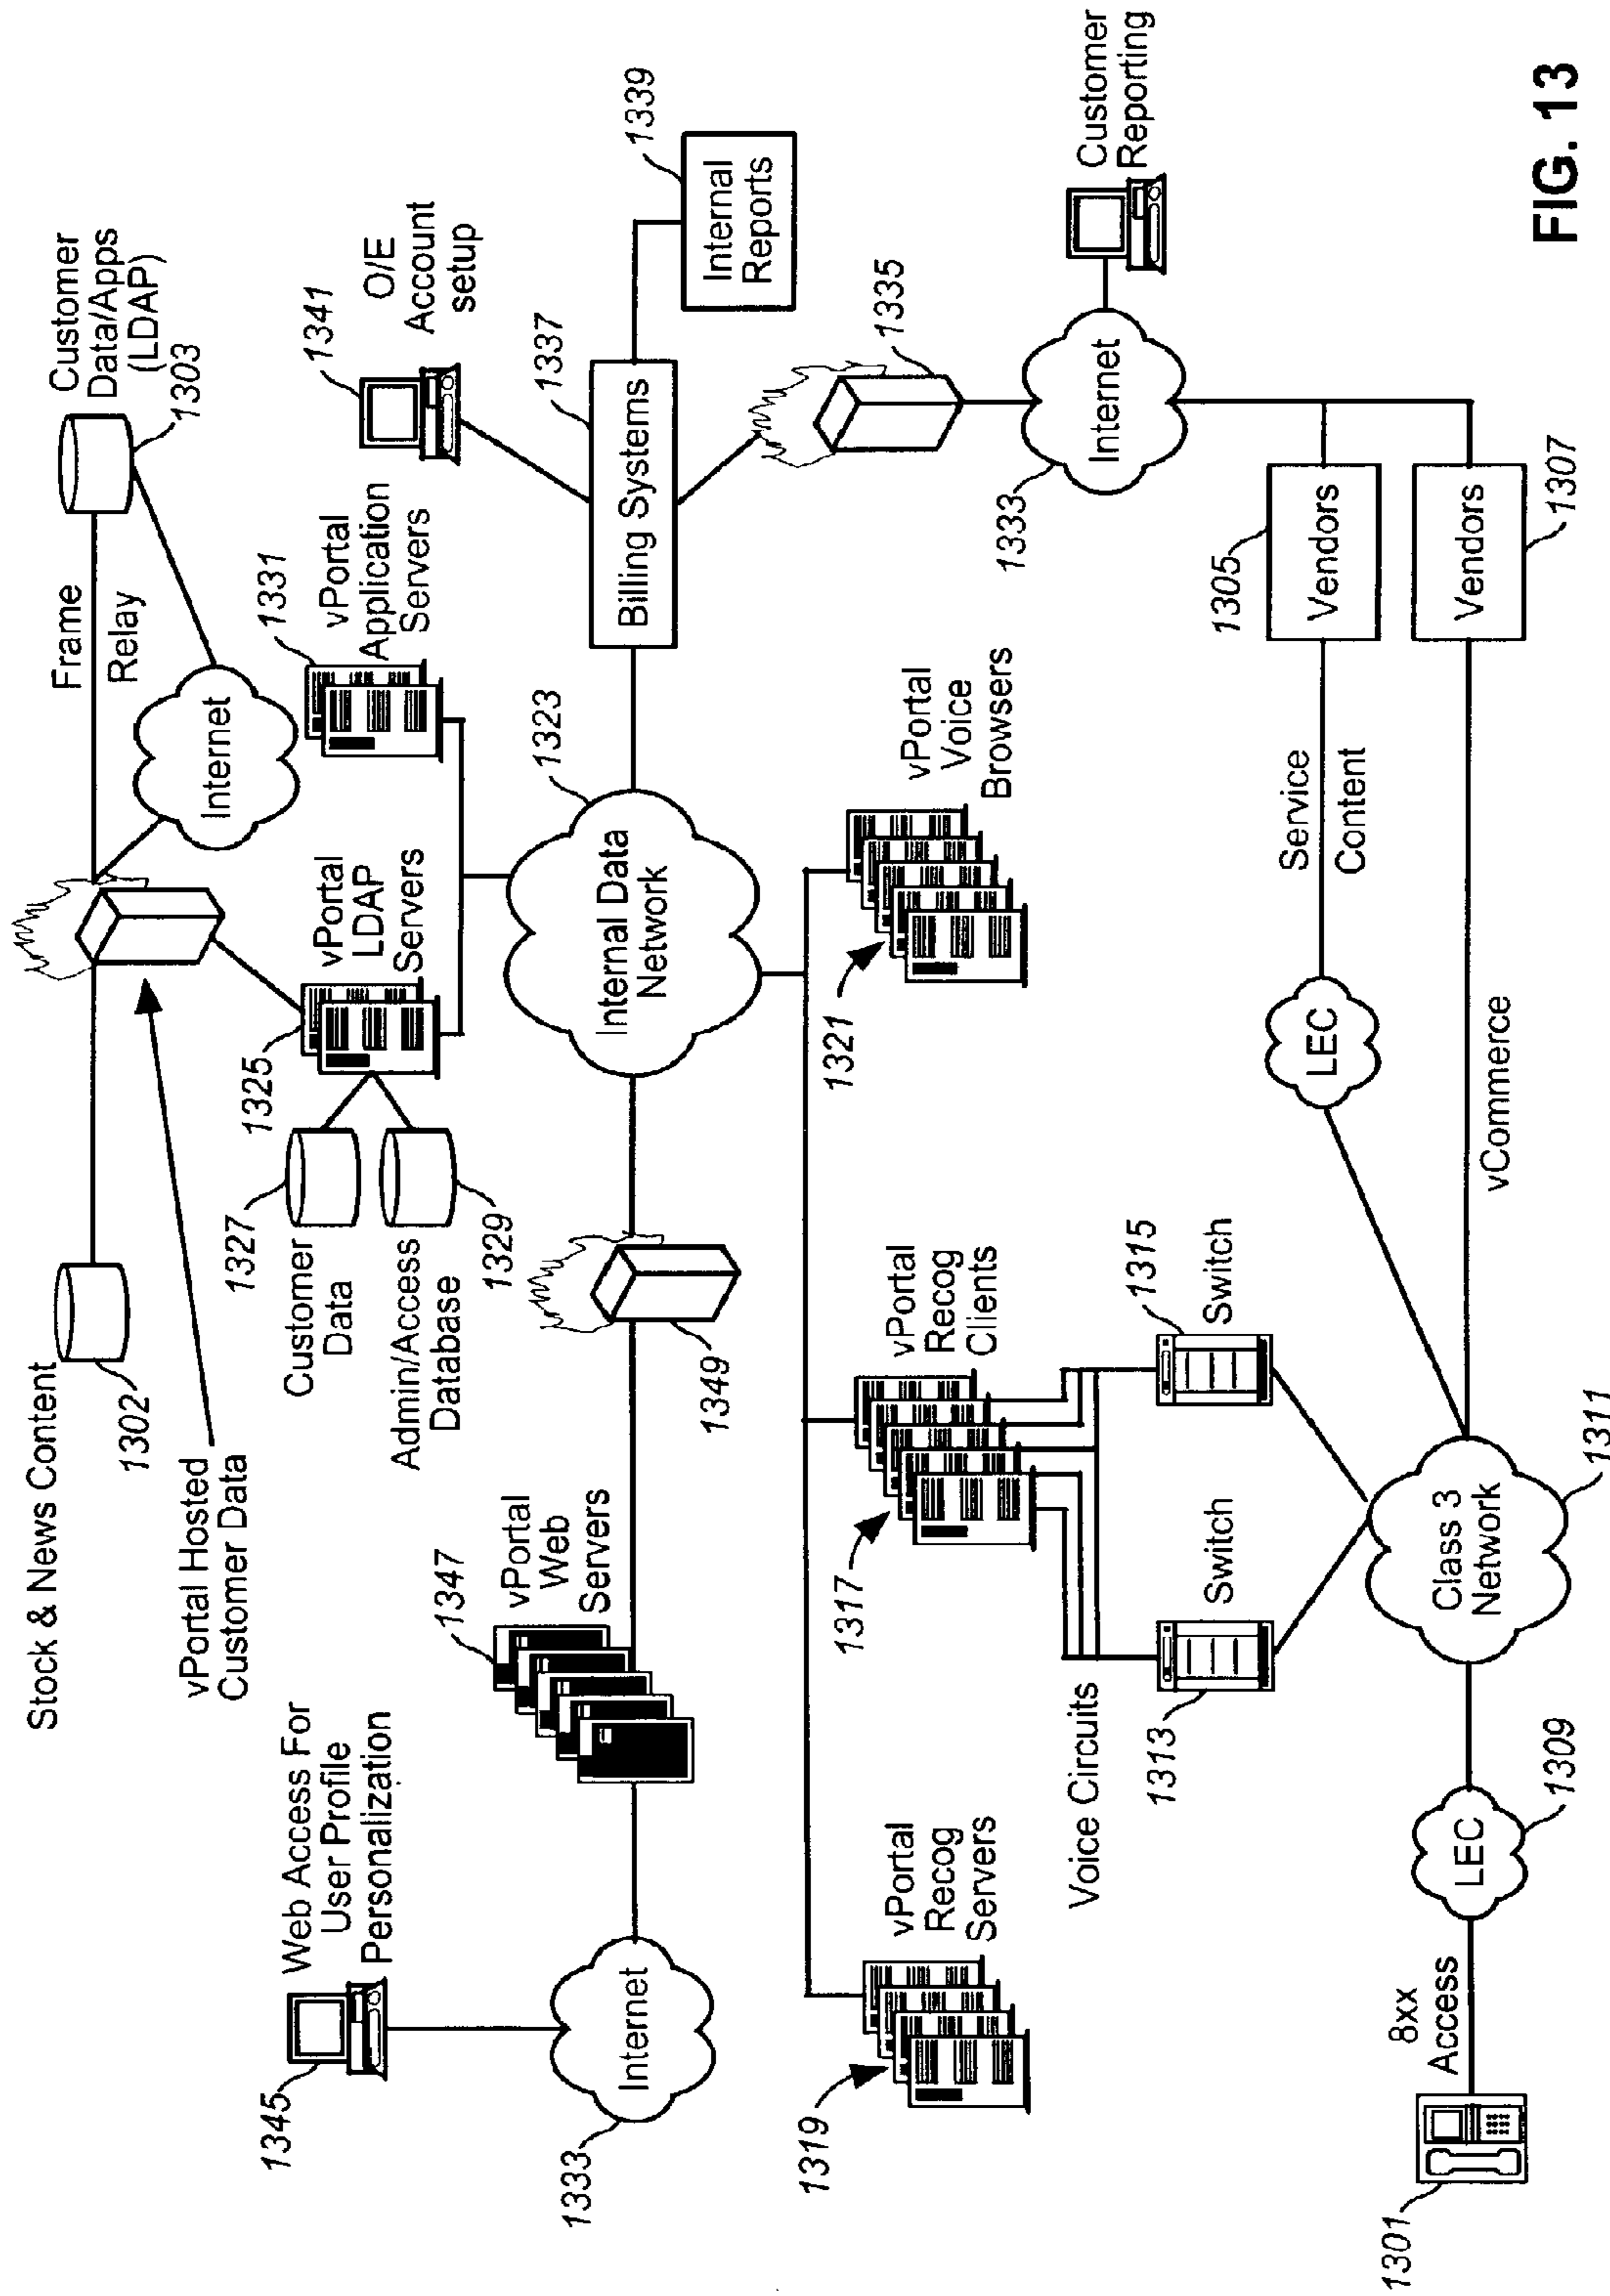 Stock & News Content
1302
vPortal Hosted
Customer Data
Frame
Relay
Customer
Data/Apps
(LDAP)
1303
Internet
1327
Customer
Data
Admin/Access
Database
1329
1325
vPortal
LDAP
Servers
1331
vPortal
Application
Servers
1341
O/E
Account
setup
1345
Web Access For
User Profile
Personalization
Internet
1333
1347
vPortal
Web
Servers
1349
Internal Data
Network
1323
Billing Systems
1337
Internal
Reports
1339
1335
1319
vPortal
Recog
Servers
1317
vPortal
Recog
Clients
1321
vPortal
Voice
Browsers
Internet
1333
Customer
Reporting
Voice Circuits
1313
Switch
1315
Switch
1301
8xx
Access
LEC
1309
Class 3
Network
1311
LEC
Service
Content
vCommerce
1305
Vendors
Vendors
1307
FIG. 13